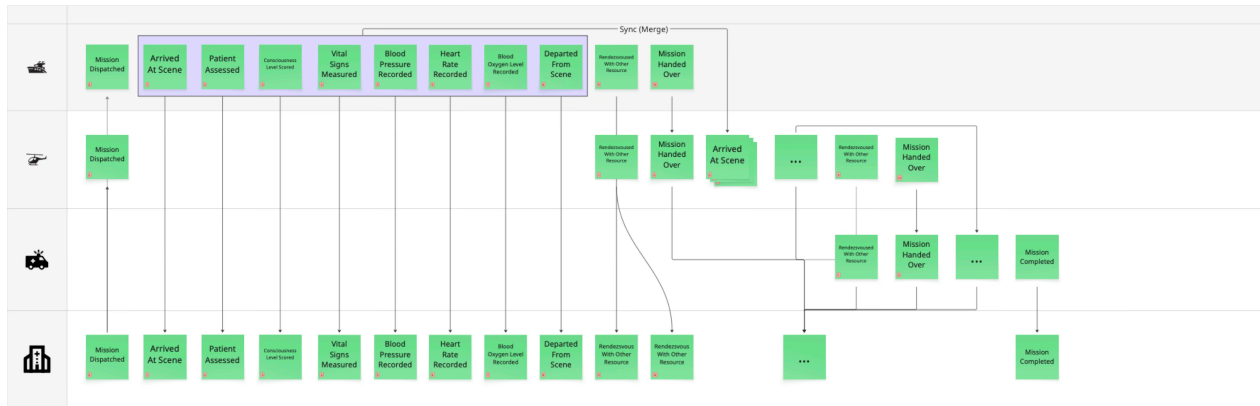 Sync (Merge)
Mission
Dispatched
Arrived
At Scene
Patient
Assessed
Consciousness
Level Scored
Vital
Signs
Measured
Blood
Pressure
Recorded
Heart
Rate
Recorded
Blood
Oxygen Level
Recorded
Departed
From
Scene
Rendezvoused
With Other
Resource
Mission
Handed
Over
Mission
Dispatched
Rendezvoused
With Other
Resource
Mission
Handed
Over
Arrived
At Scene
...
Rendezvoused
With Other
Resource
Mission
Handed
Over
Rendezvoused
With Other
Resource
Mission
Handed
Over
...
Mission
Completed
Mission
Dispatched
Arrived
At Scene
Patient
Assessed
Consciousness
Level Scored
Vital
Signs
Measured
Blood
Pressure
Recorded
Heart
Rate
Recorded
Blood
Oxygen Level
Recorded
Departed
From
Scene
Rendezsvous
With Other
Resource
Rendezsvous
With Other
Resource
...
Mission
Completed